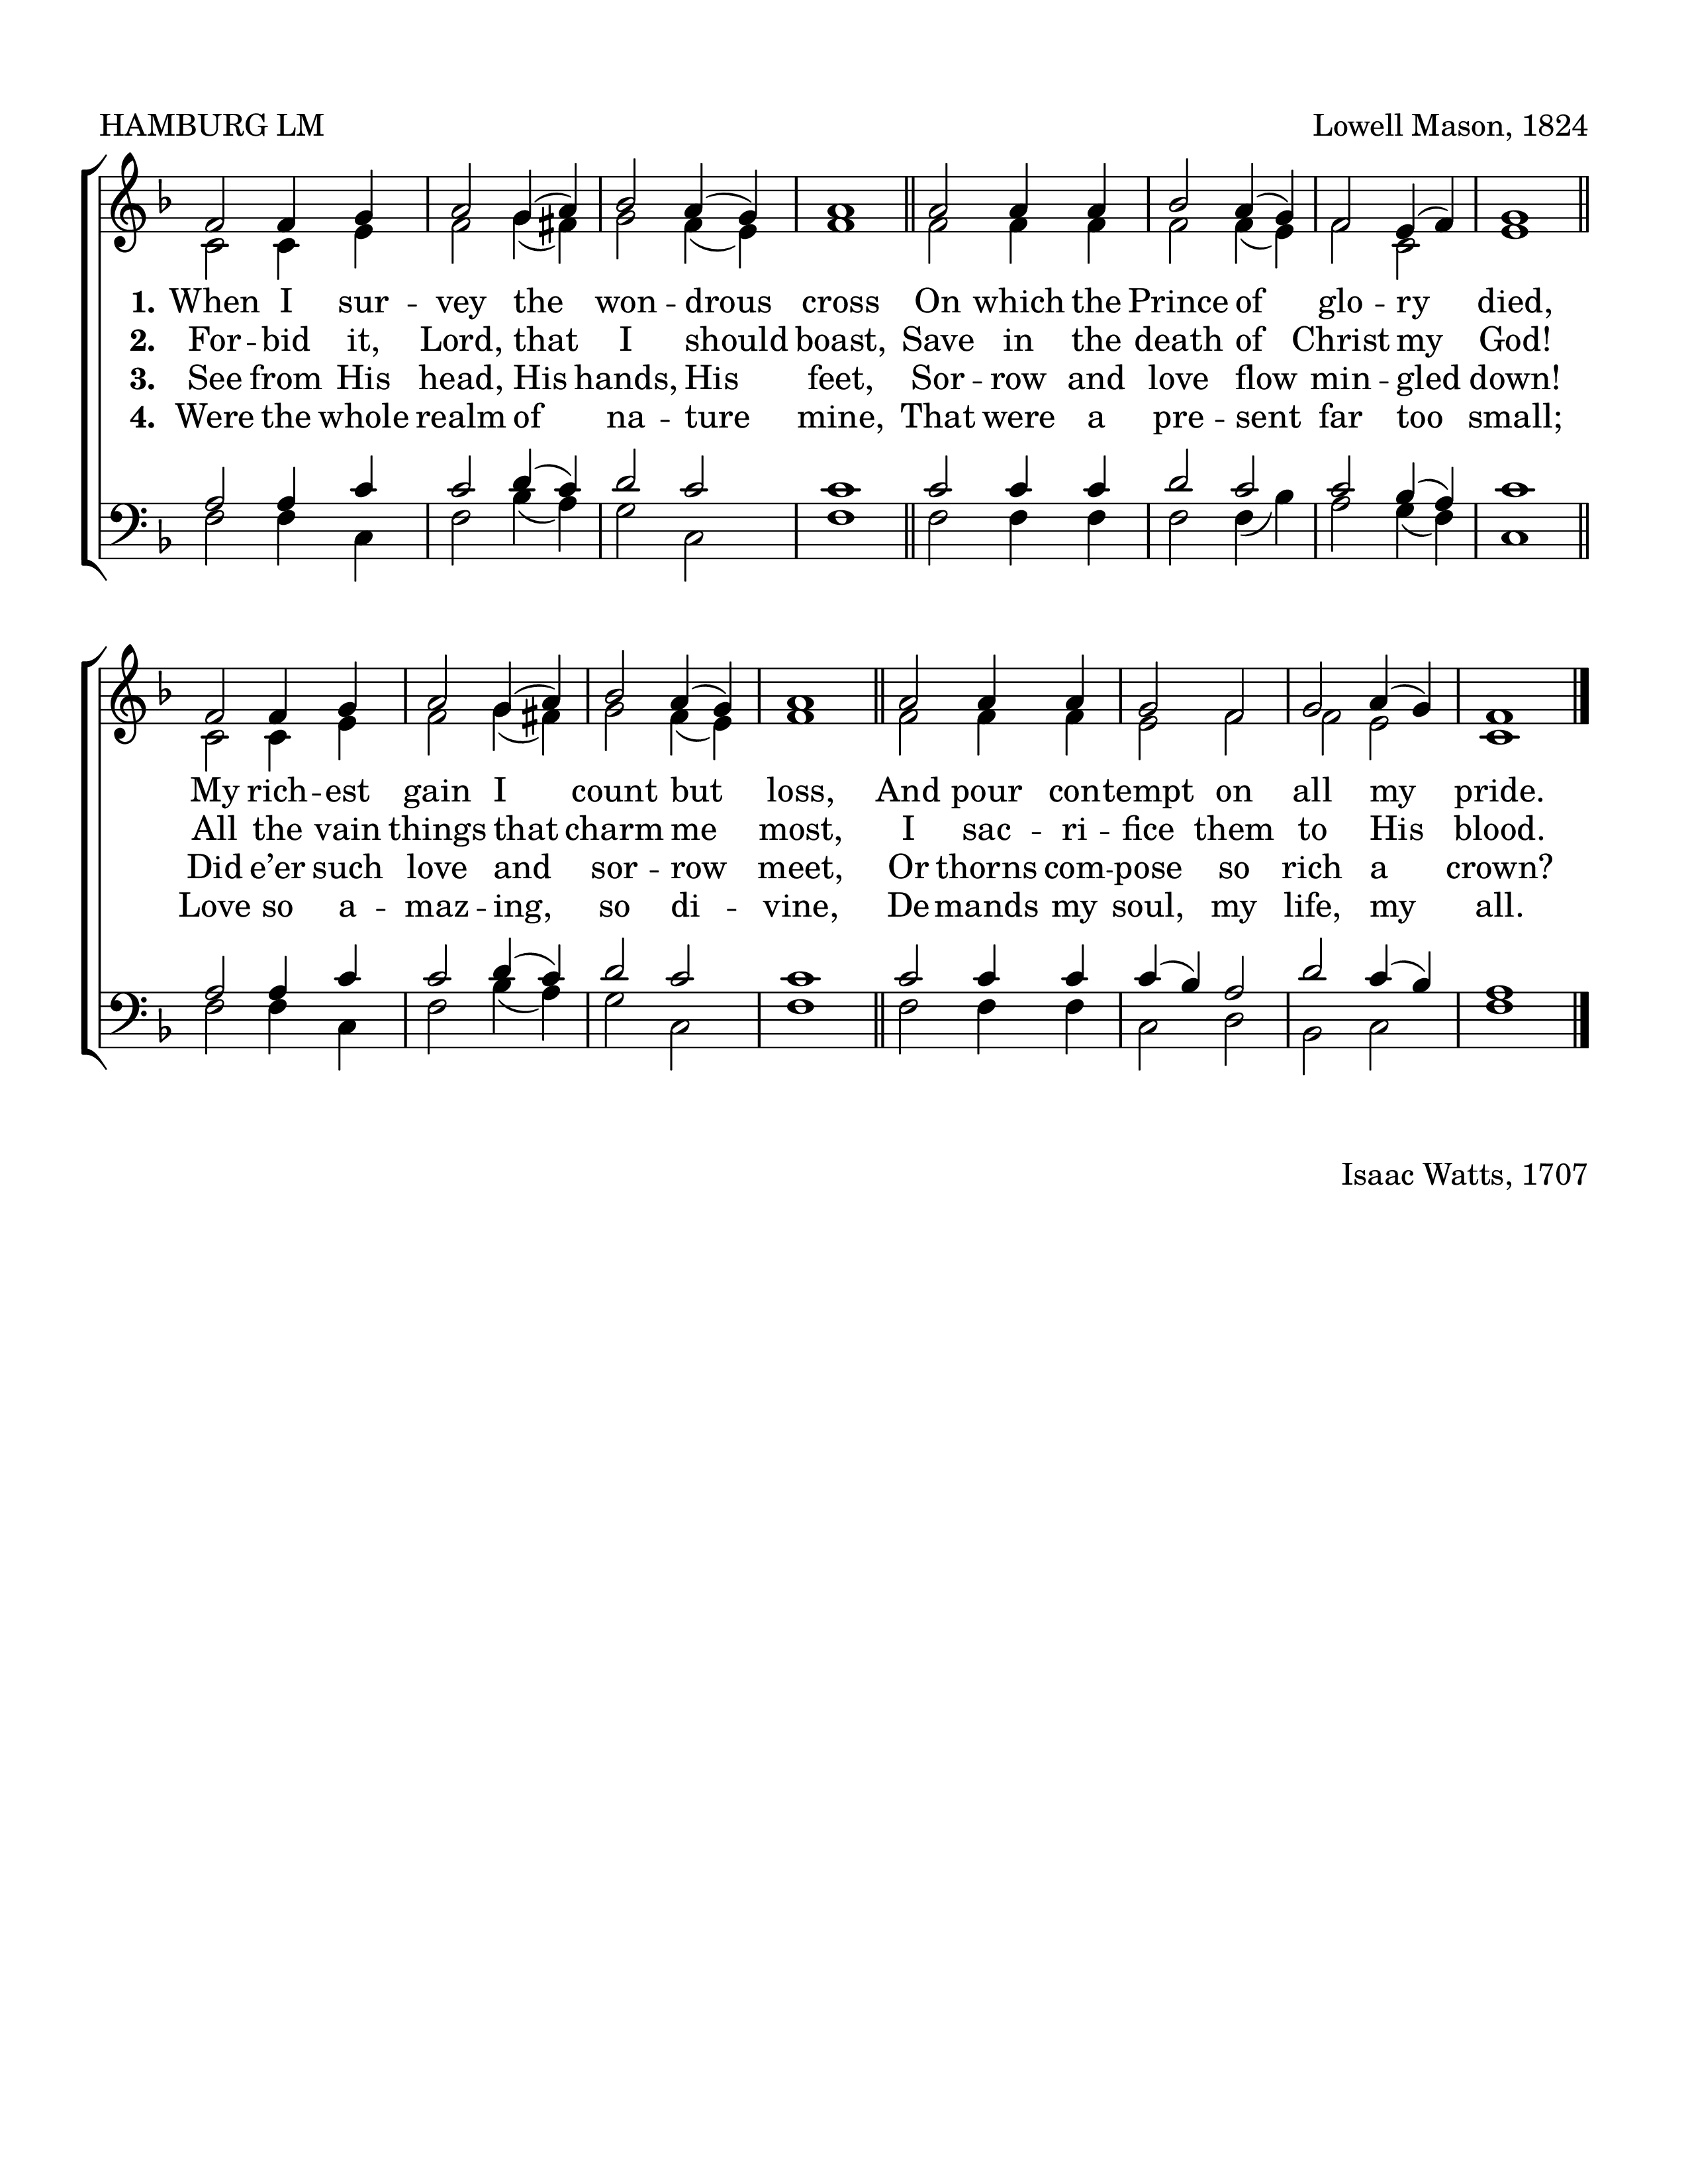 HAMBURG LM
Lowell Mason, 1824
1. When I sur - vey the won - drous cross On which the Prince of glo - ry died,
2. For - bid it, Lord, that I should boast, Save in the death of Christ my God!
3. See from His head, His hands, His feet, Sor - row and love flow min - gled down!
4. Were the whole realm of na - ture mine, That were a pre - sent far too small;
My rich - est gain I count but loss, And pour contempt on all my pride.
All the vain things that charm me most, I sac - ri - fice them to His blood.
Did e’er such love and sor - row meet, Or thorns com - pose so rich a crown?
Love so a - maz - ing, so di - vine, De - mands my soul, my life, my all.
Isaac Watts, 1707